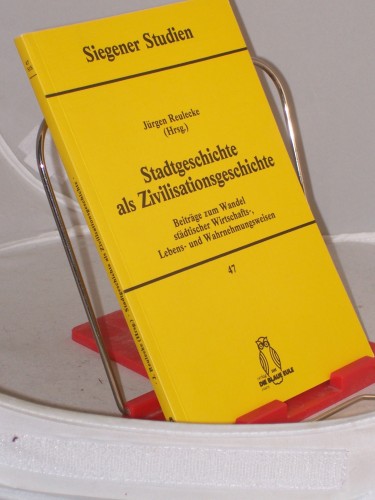 Siegener Studien
Jürgen Reulecke
(Hrsg.)
Stadtgeschichte
als Zivilisationsgeschichte
Beiträge zum Wandel
städtischer Wirtschafts-,
Lebens- und Wahrnehmungsweisen
47
DIE BLAUE EULE